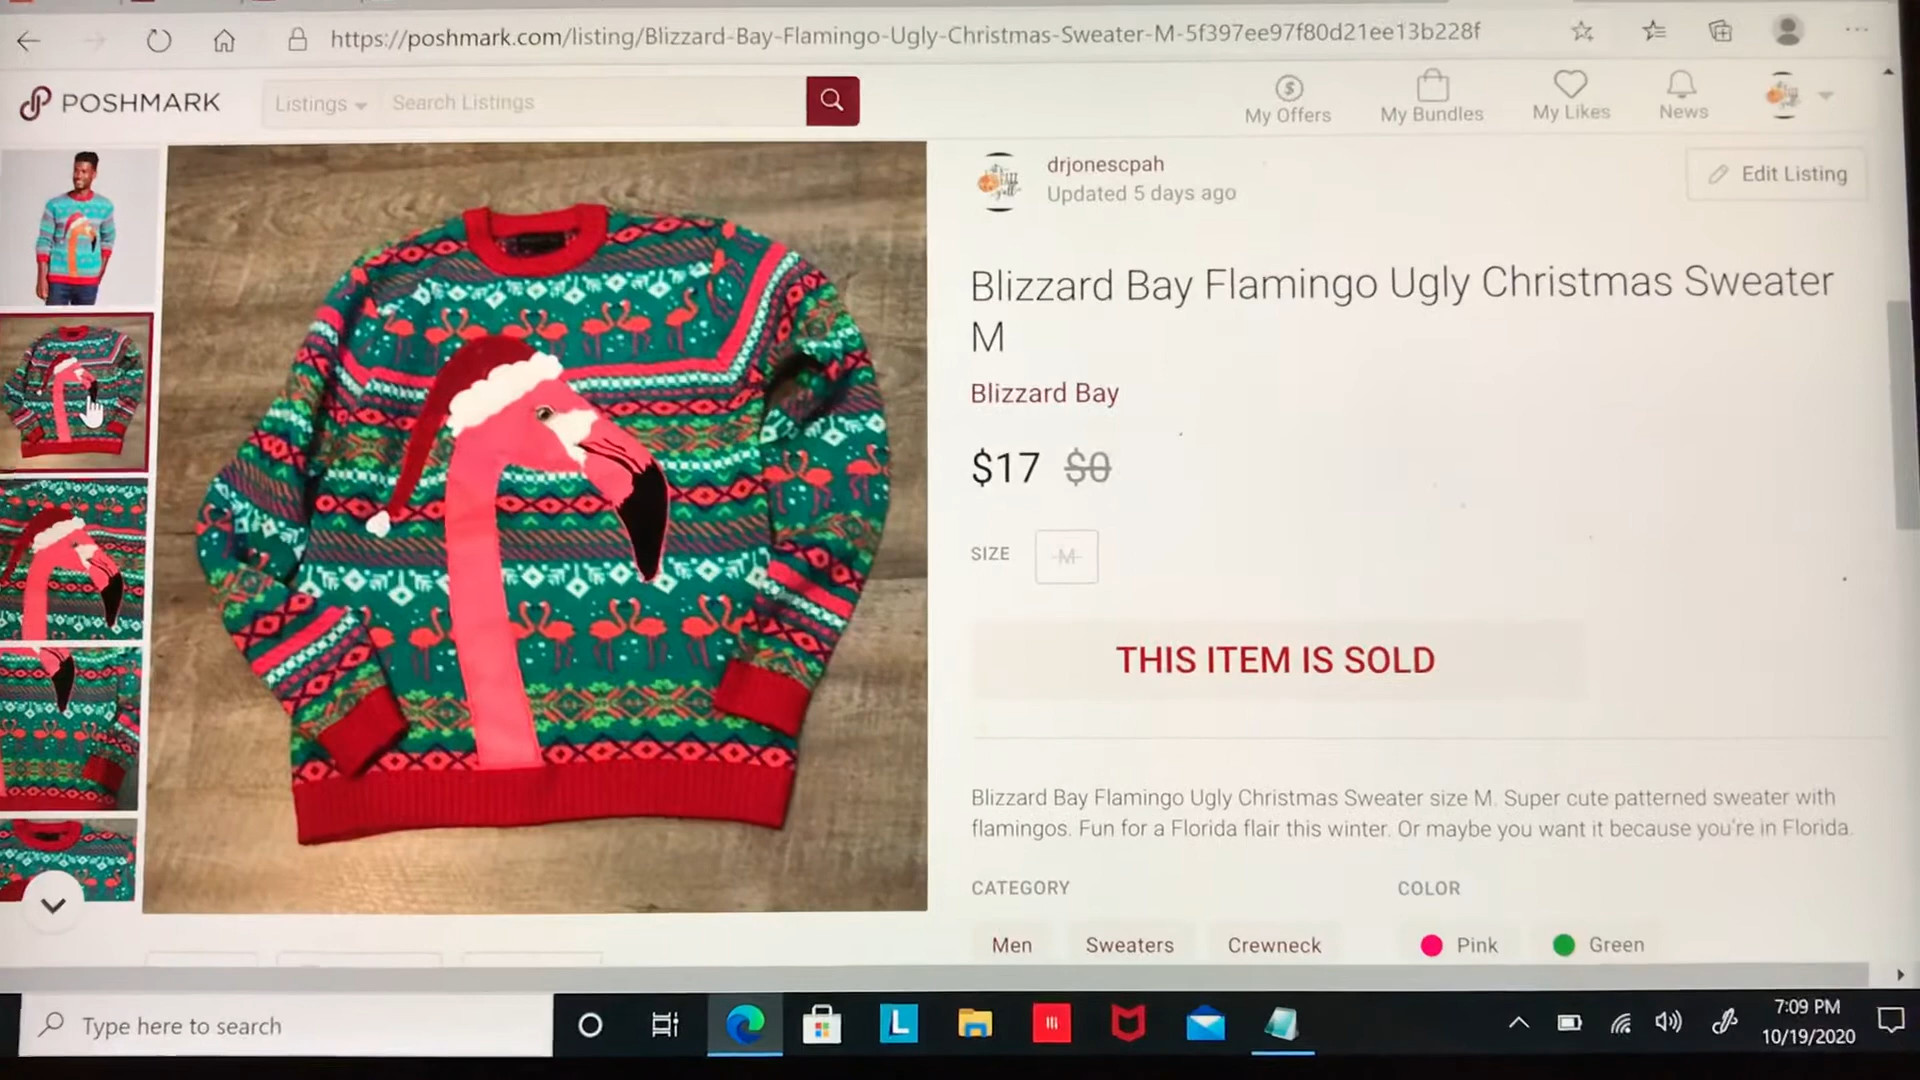 https://poshmark.com/listing/Blizzard-Bay-Flamingo-Ugly-Christmas-Sweater-M-5f397ee97f80d21ee13b228f
POSHMARK
Listings
Search Listings
My Offers
My Bundles
My Likes
News
drjonescpah
Updated 5 days ago
Edit Listing
Blizzard Bay Flamingo Ugly Christmas Sweater
M
Blizzard Bay
$17 $0
SIZE M
THIS ITEM IS SOLD
Blizzard Bay Flamingo Ugly Christmas Sweater size M. Super cute patterned sweater with
flamingos. Fun for a Florida flair this winter. Or maybe you want it because you're in Florida.
CATEGORY
COLOR
Men
Sweaters
Crewneck
Pink
Green
Type here to search
L
7:09 PM
10/19/2020